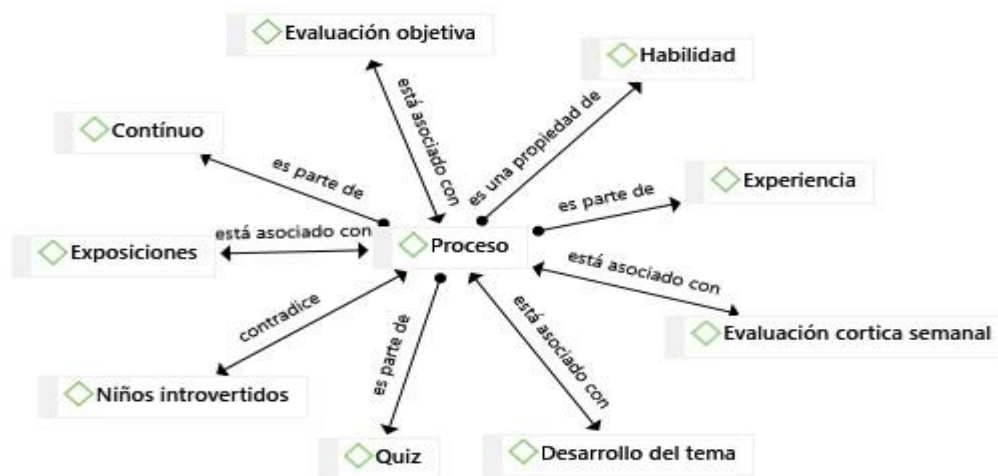 Evaluación objetiva
Habilidad
está asociado con
es una propiedad de
Contínuo
es parte de
es parte de
Experiencia
está asociado con
Exposiciones
Proceso
está asociado con
contradice
es parte de
está asociado con
Evaluación cortica semanal
Niños introvertidos
Quiz
Desarrollo del tema